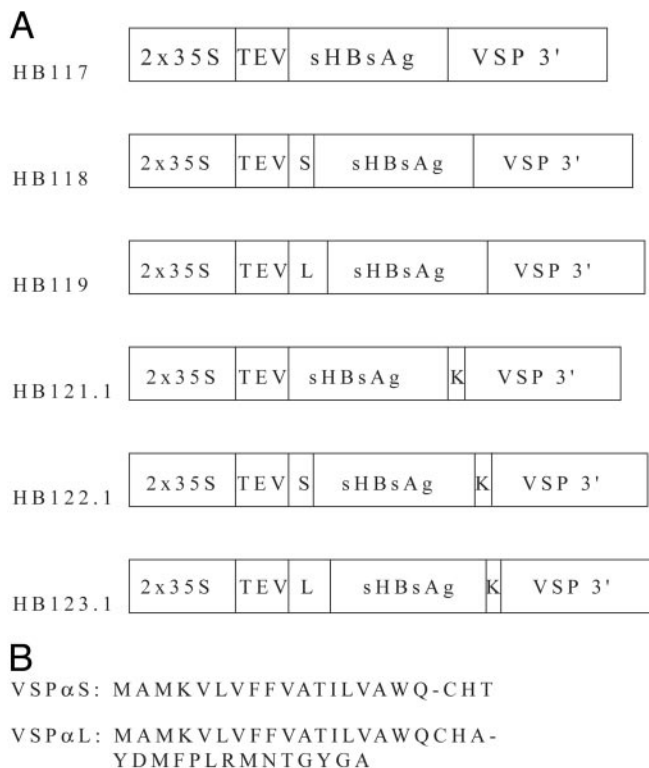 A
HB117 2x35S TEV sHBsAg VSP 3'
HB118 2x35S TEV S sHBsAg VSP 3'
HB119 2x35S TEV L sHBsAg VSP 3'
HB121.1 2x35S TEV sHBsAg K VSP 3'
HB122.1 2x35S TEV S sHBsAg K VSP 3'
HB123.1 2x35S TEV L sHBsAg K VSP 3'
B
VSPαS: MAMKVLVFFVATILVAWQ-CHT
VSPαL: MAMKVLVFFVATILVAWQCHA-
YDMFPLRMNTGYGA